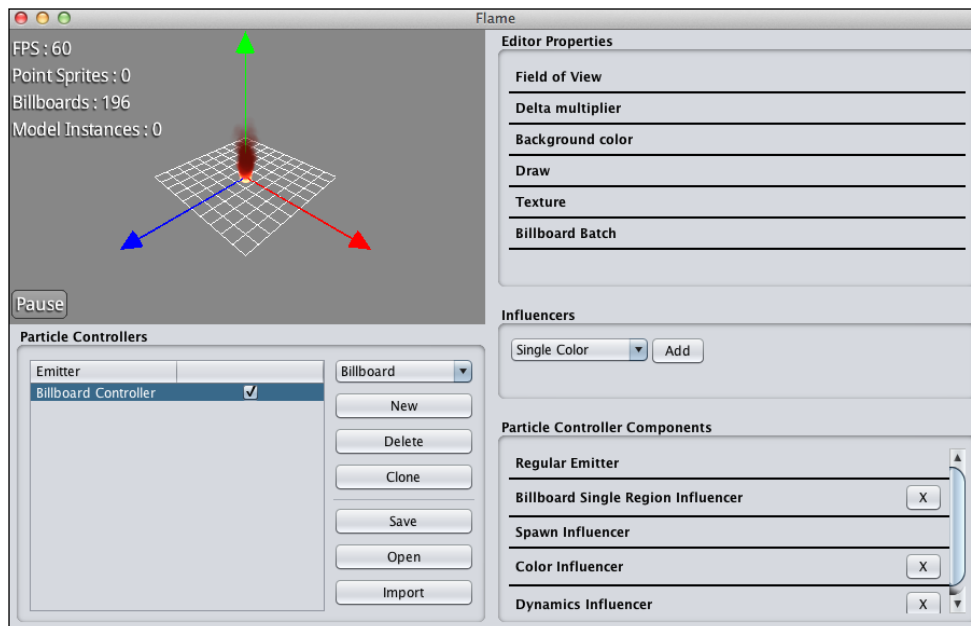 Flame
FPS : 60
Point Sprites : 0
Billboards : 196
Model Instances : 0
Pause
Particle Controllers
Emitter
Billboard Controller
Billboard
New
Delete
Clone
Save
Open
Import
Editor Properties
Field of View
Delta multiplier
Background color
Draw
Texture
Billboard Batch
Influencers
Single Color Add
Particle Controller Components
Regular Emitter
Billboard Single Region Influencer X
Spawn Influencer
Color Influencer X
Dynamics Influencer X